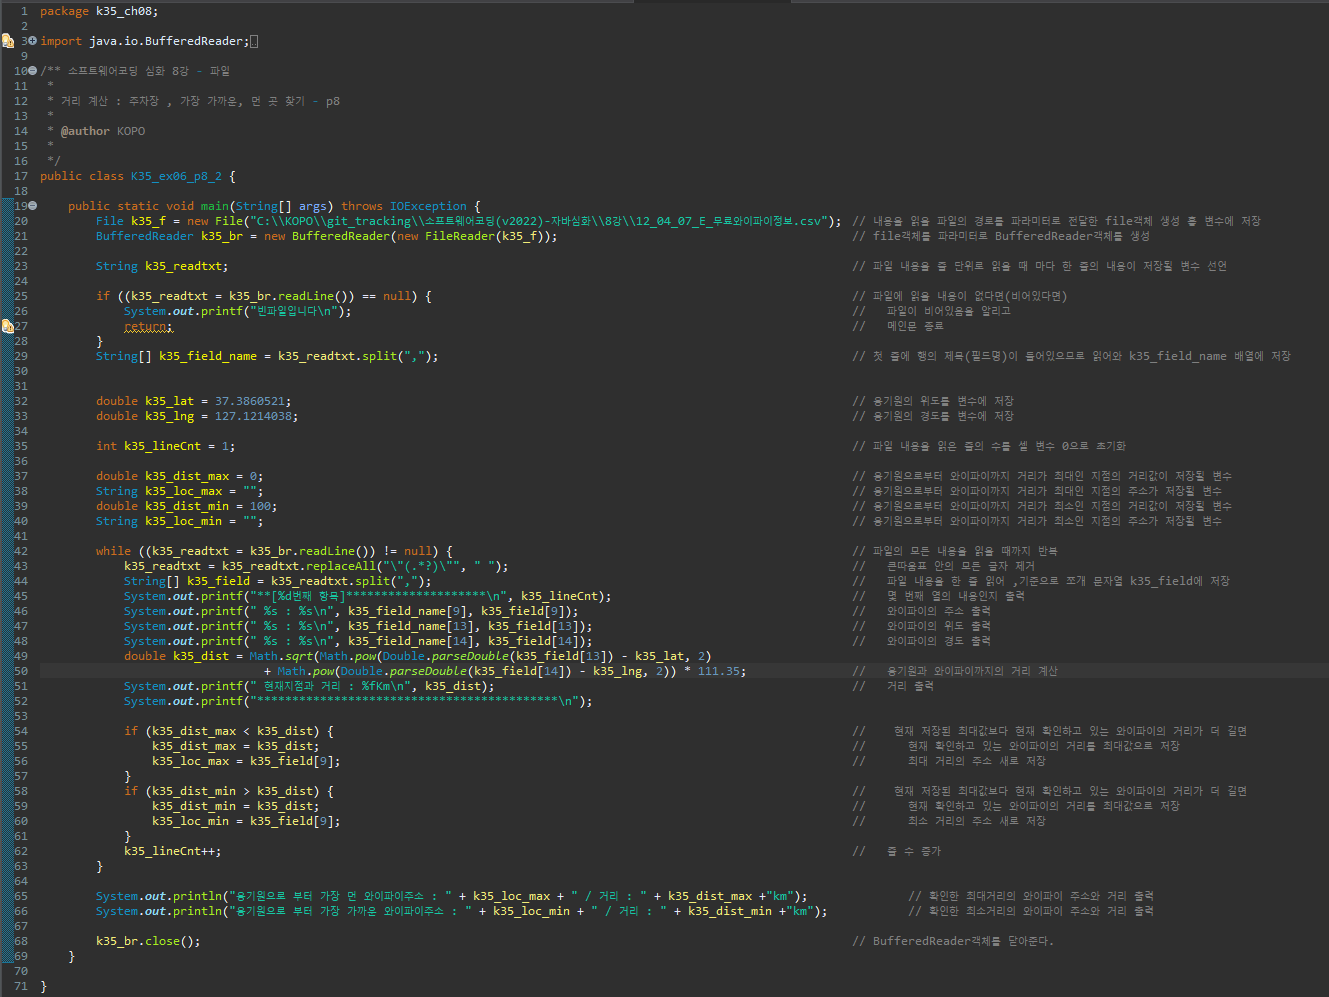 1 package k35_ch08;
2
3 import java.io.BufferedReader;
9
10 /** 소프트웨어코딩 심화 8강 - 파일
11 *
12 * 거리 계산 : 주차장 , 가장 가까운, 먼 곳 찾기 - p8
13 *
14 * @author KOPO
15 *
16 */
17 public class K35_ex06_p8_2 {
18
19 public static void main(String[] args) throws IOException {
20 File k35_f = new File("C:\\KOPO\\git_tracking\\소프트웨어코딩(v2022)-자바심화\\8강\\12_04_07_E_무료와이파이정보.csv"); // 내용을 읽을 파일의 경로를 파라미터로 전달한 file객체 생성 홓 변수에 저장
21 BufferedReader k35_br = new BufferedReader(new FileReader(k35_f)); // file객체를 파라미터로 BufferedReader객체를 생성
22
23 String k35_readtxt; // 파일 내용을 줄 단위로 읽을 때 마다 한 줄의 내용이 저장될 변수 선언
24
25 if ((k35_readtxt = k35_br.readLine()) == null) { // 파일에 읽을 내용이 없다면(비어있다면)
26 System.out.printf("빈파일입니다\n"); // 파일이 비어있음을 알리고
27 return; // 메인문 종료
28 }
29 String[] k35_field_name = k35_readtxt.split(","); // 첫 줄에 행의 제목(필드명)이 들어있으므로 읽어와 k35_field_name 배열에 저장
30
31
32 double k35_lat = 37.3860521; // 융기원의 위도를 변수에 저장
33 double k35_lng = 127.1214038; // 융기원의 경도를 변수에 저장
34
35 int k35_lineCnt = 1; // 파일 내용을 읽은 줄의 수를 셀 변수 0으로 초기화
36
37 double k35_dist_max = 0; // 융기원으로부터 와이파이까지 거리가 최대인 지점의 거리값이 저장될 변수
38 String k35_loc_max = ""; // 융기원으로부터 와이파이까지 거리가 최대인 지점의 주소가 저장될 변수
39 double k35_dist_min = 100; // 융기원으로부터 와이파이까지 거리가 최소인 지점의 거리값이 저장될 변수
40 String k35_loc_min = ""; // 융기원으로부터 와이파이까지 거리가 최소인 지점의 주소가 저장될 변수
41
42 while ((k35_readtxt = k35_br.readLine()) != null) { // 파일의 모든 내용을 읽을 때까지 반복
43 k35_readtxt = k35_readtxt.replaceAll("\"(.*?)\"", " "); // 큰따옴표 안의 모든 글자 제거
44 String[] k35_field = k35_readtxt.split(","); // 파일 내용을 한 줄 읽어 ,기준으로 쪼개 문자열 k35_field에 저장
45 System.out.printf("**[%d번째 항목]********************\n", k35_lineCnt); // 몇 번째 열의 내용인지 출력
46 System.out.printf(" %s : %s\n", k35_field_name[9], k35_field[9]); // 와이파이의 주소 출력
47 System.out.printf(" %s : %s\n", k35_field_name[13], k35_field[13]); // 와이파이의 위도 출력
48 System.out.printf(" %s : %s\n", k35_field_name[14], k35_field[14]); // 와이파이의 경도 출력
49 double k35_dist = Math.sqrt(Math.pow(Double.parseDouble(k35_field[13]) - k35_lat, 2)
50 + Math.pow(Double.parseDouble(k35_field[14]) - k35_lng, 2)) * 111.35; // 융기원과 와이파이까지의 거리 계산
51 System.out.printf(" 현재지점과 거리 : %fKm\n", k35_dist); // 거리 출력
52 System.out.printf("*******************************************\n");
53
54 if (k35_dist_max < k35_dist) { // 현재 저장된 최대값보다 현재 확인하고 있는 와이파이의 거리가 더 길면
55 k35_dist_max = k35_dist; // 현재 확인하고 있는 와이파이의 거리를 최대값으로 저장
56 k35_loc_max = k35_field[9]; // 최대 거리의 주소 새로 저장
57 }
58 if (k35_dist_min > k35_dist) { // 현재 저장된 최대값보다 현재 확인하고 있는 와이파이의 거리가 더 길면
59 k35_dist_min = k35_dist; // 현재 확인하고 있는 와이파이의 거리를 최대값으로 저장
60 k35_loc_min = k35_field[9]; // 최소 거리의 주소 새로 저장
61 }
62 k35_lineCnt++; // 줄 수 증가
63 }
64
65 System.out.println("융기원으로 부터 가장 먼 와이파이주소 : " + k35_loc_max + " / 거리 : " + k35_dist_max +"km"); // 확인한 최대거리의 와이파이 주소와 거리 출력
66 System.out.println("융기원으로 부터 가장 가까운 와이파이주소 : " + k35_loc_min + " / 거리 : " + k35_dist_min +"km"); // 확인한 최소거리의 와이파이 주소와 거리 출력
67
68 k35_br.close(); // BufferedReader객체를 닫아준다.
69 }
70
71 }